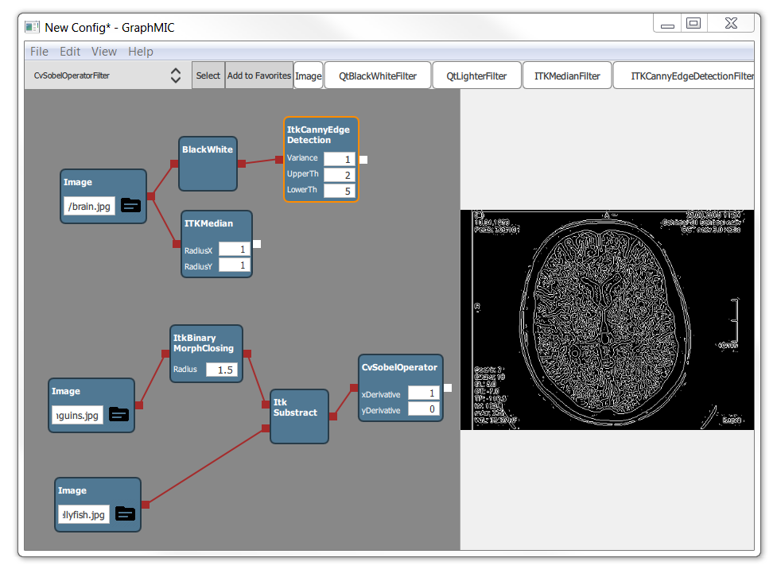 New Config* - GraphMIC
File Edit View Help
CvSobelOperatorFilter Select Add to Favorites Image QtBlackWhiteFilter QtLighterFilter ITKMedianFilter ITKCannyEdgeDetectionFilter
Image
/brain.jpg
BlackWhite
ItkCannyEdge
Detection
Variance 1
UpperTh 2
LowerTh 5
ITKMedian
RadiusX 1
RadiusY 1
ItkBinary
MorphClosing
Radius 1.5
Image
guins.jpg
Itk
Substract
CvSobelOperator
xDerivative 1
yDerivative 0
Image
llyfish.jpg